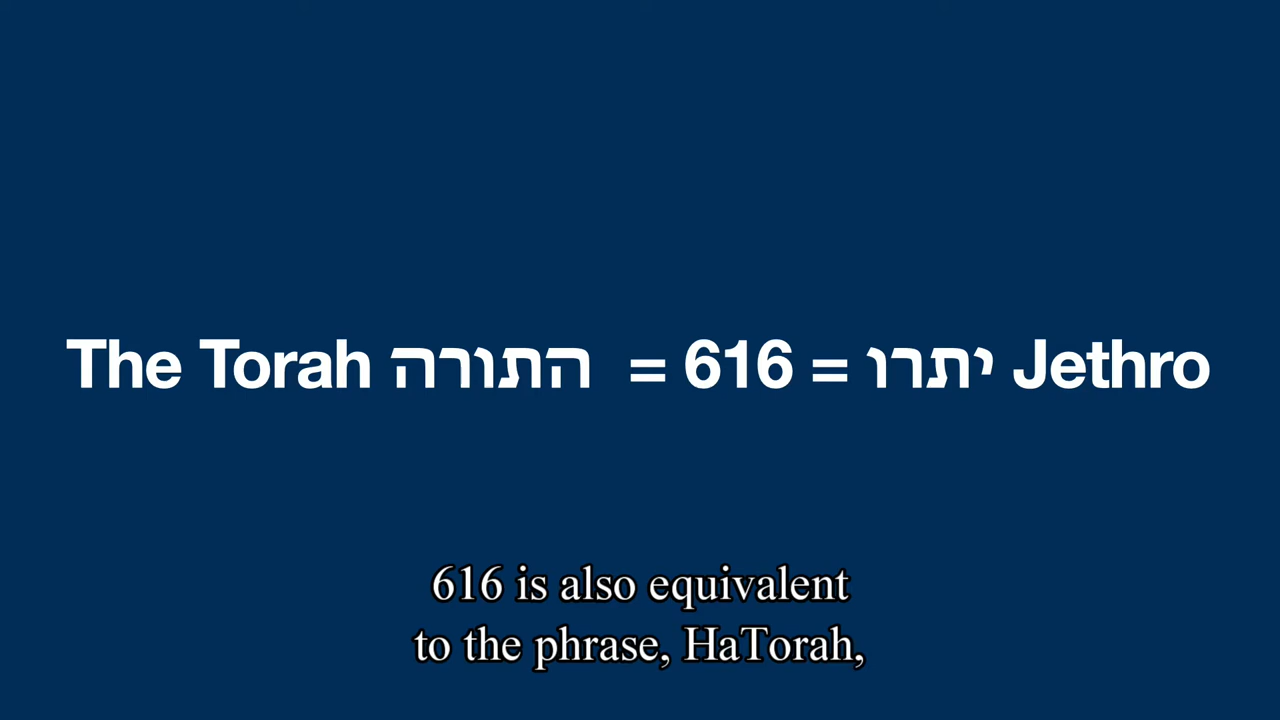 The Torah התורה = 616 = יתרו Jethro
616 is also equivalent
to the phrase, HaTorah,